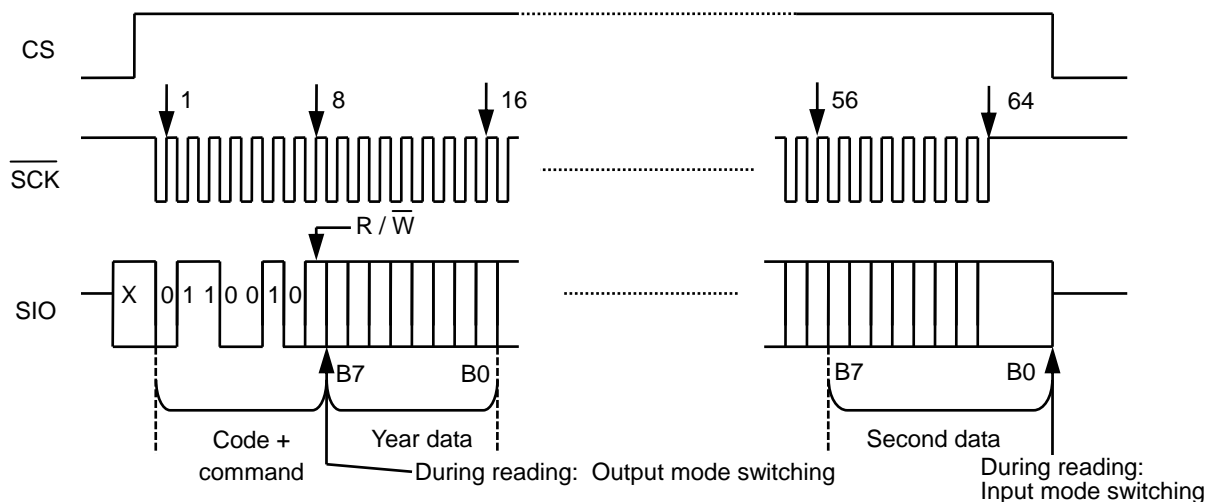 CS
1 8 16 56 64
SCK
R / W
X 0 1 1 0 0 1 0
SIO
B7 B0 B7 B0
Code +
command
Year data
Second data
During reading: Output mode switching
During reading:
Input mode switching